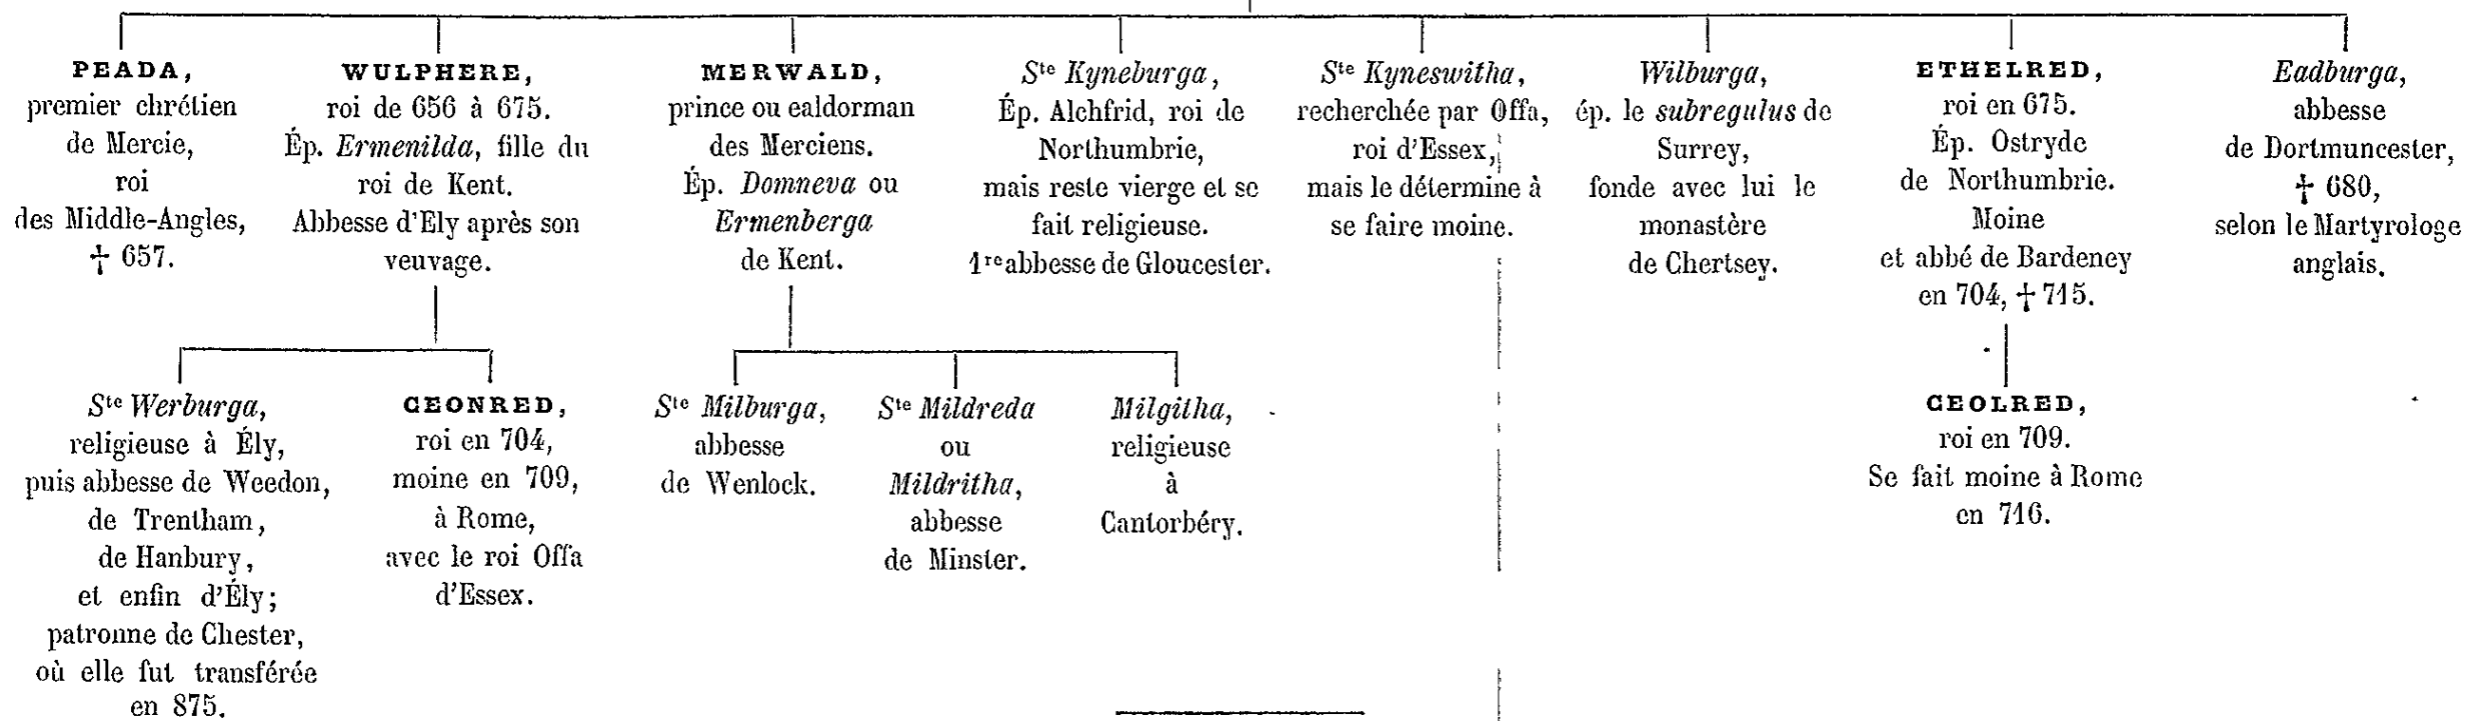 PEADA,
premier chrétien
de Mercie,
roi
des Middle-Angles,
† 657.
WULPHERE,
roi de 656 à 675.
Ép. Ermenilda, fille du
roi de Kent.
Abbesse d'Ely après son
veuvage.
MERWALD,
prince ou ealdorman
des Merciens.
Ép. Domneva ou
Ermenberga
de Kent.
Ste Kyneburga,
Ép. Alchfrid, roi de
Northumbrie,
mais reste vierge et se
fait religieuse.
1re abbesse de Gloucester.
Ste Kyneswitha,
recherchée par Offa,
roi d'Essex,
mais le détermine à
se faire moine.
Wilburga,
ép. le subregulus de
Surrey,
fonde avec lui le
monastère
de Chertsey.
ETHELRED,
roi en 675.
Ép. Ostryde
de Northumbrie.
Moine
et abbé de Bardeney
en 704, † 715.
Eadburga,
abbesse
de Dortmuncester,
† 680,
selon le Martyrologe
anglais.
Ste Werburga,
religieuse à Ély,
puis abbesse de Weedon,
de Trentham,
de Hanbury,
et enfin d'Ély;
patronne de Chester,
où elle fut transférée
en 875.
CEONRED,
roi en 704,
moine en 709,
à Rome,
avec le roi Offa
d'Essex.
Ste Milburga,
abbesse
de Wenlock.
Ste Mildreda
ou
Mildritha,
abbesse
de Minster.
Milgitha,
religieuse
à
Cantorbéry.
CEOLRED,
roi en 709.
Se fait moine à Rome
en 716.